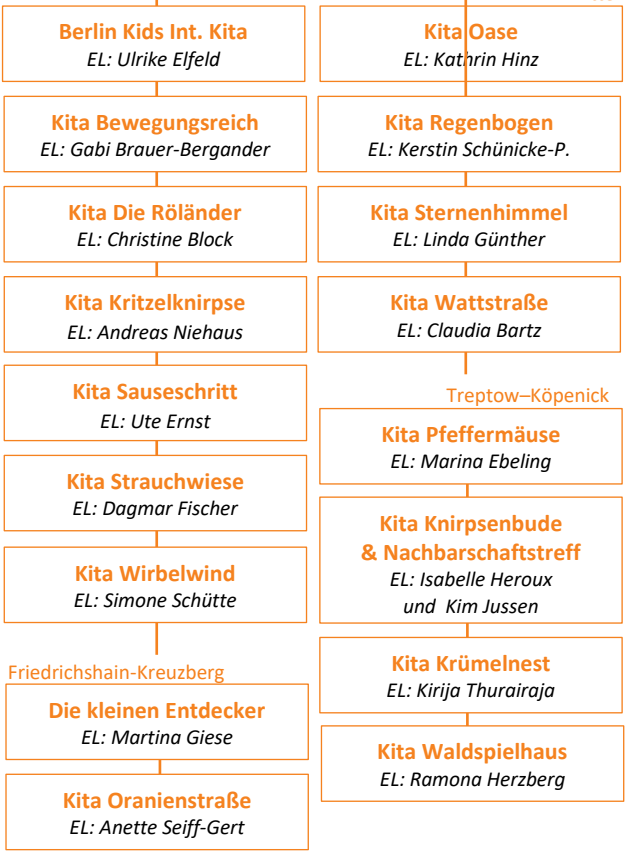 Berlin Kids Int. Kita
EL: Ulrike Elfeld
Kita Bewegungsreich
EL: Gabi Brauer-Bergander
Kita Die Röländer
EL: Christine Block
Kita Kritzelknirpse
EL: Andreas Niehaus
Kita Sauseschritt
EL: Ute Ernst
Kita Strauchwiese
EL: Dagmar Fischer
Kita Wirbelwind
EL: Simone Schütte
Friedrichshain-Kreuzberg
Die kleinen Entdecker
EL: Martina Giese
Kita Oranienstraße
EL: Anette Seiff-Gert
Kita Oase
EL: Kathrin Hinz
Kita Regenbogen
EL: Kerstin Schünicke-P.
Kita Sternenhimmel
EL: Linda Günther
Kita Wattstraße
EL: Claudia Bartz
Treptow–Köpenick
Kita Pfeffermäuse
EL: Marina Ebeling
Kita Knirpsenbude
& Nachbarschaftstreff
EL: Isabelle Heroux
und Kim Jussen
Kita Krümelnest
EL: Kirija Thurairaja
Kita Waldspielhaus
EL: Ramona Herzberg